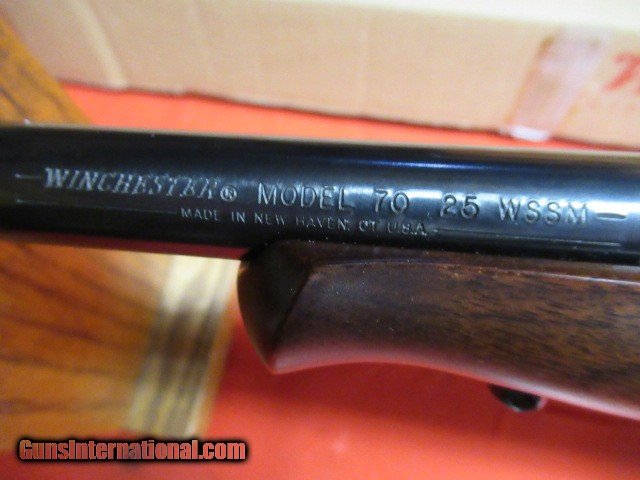 WINCHESTER® MODEL 70 .25 WSSM
MADE IN NEW HAVEN, CT. U.S.A.
GunsInternational.com